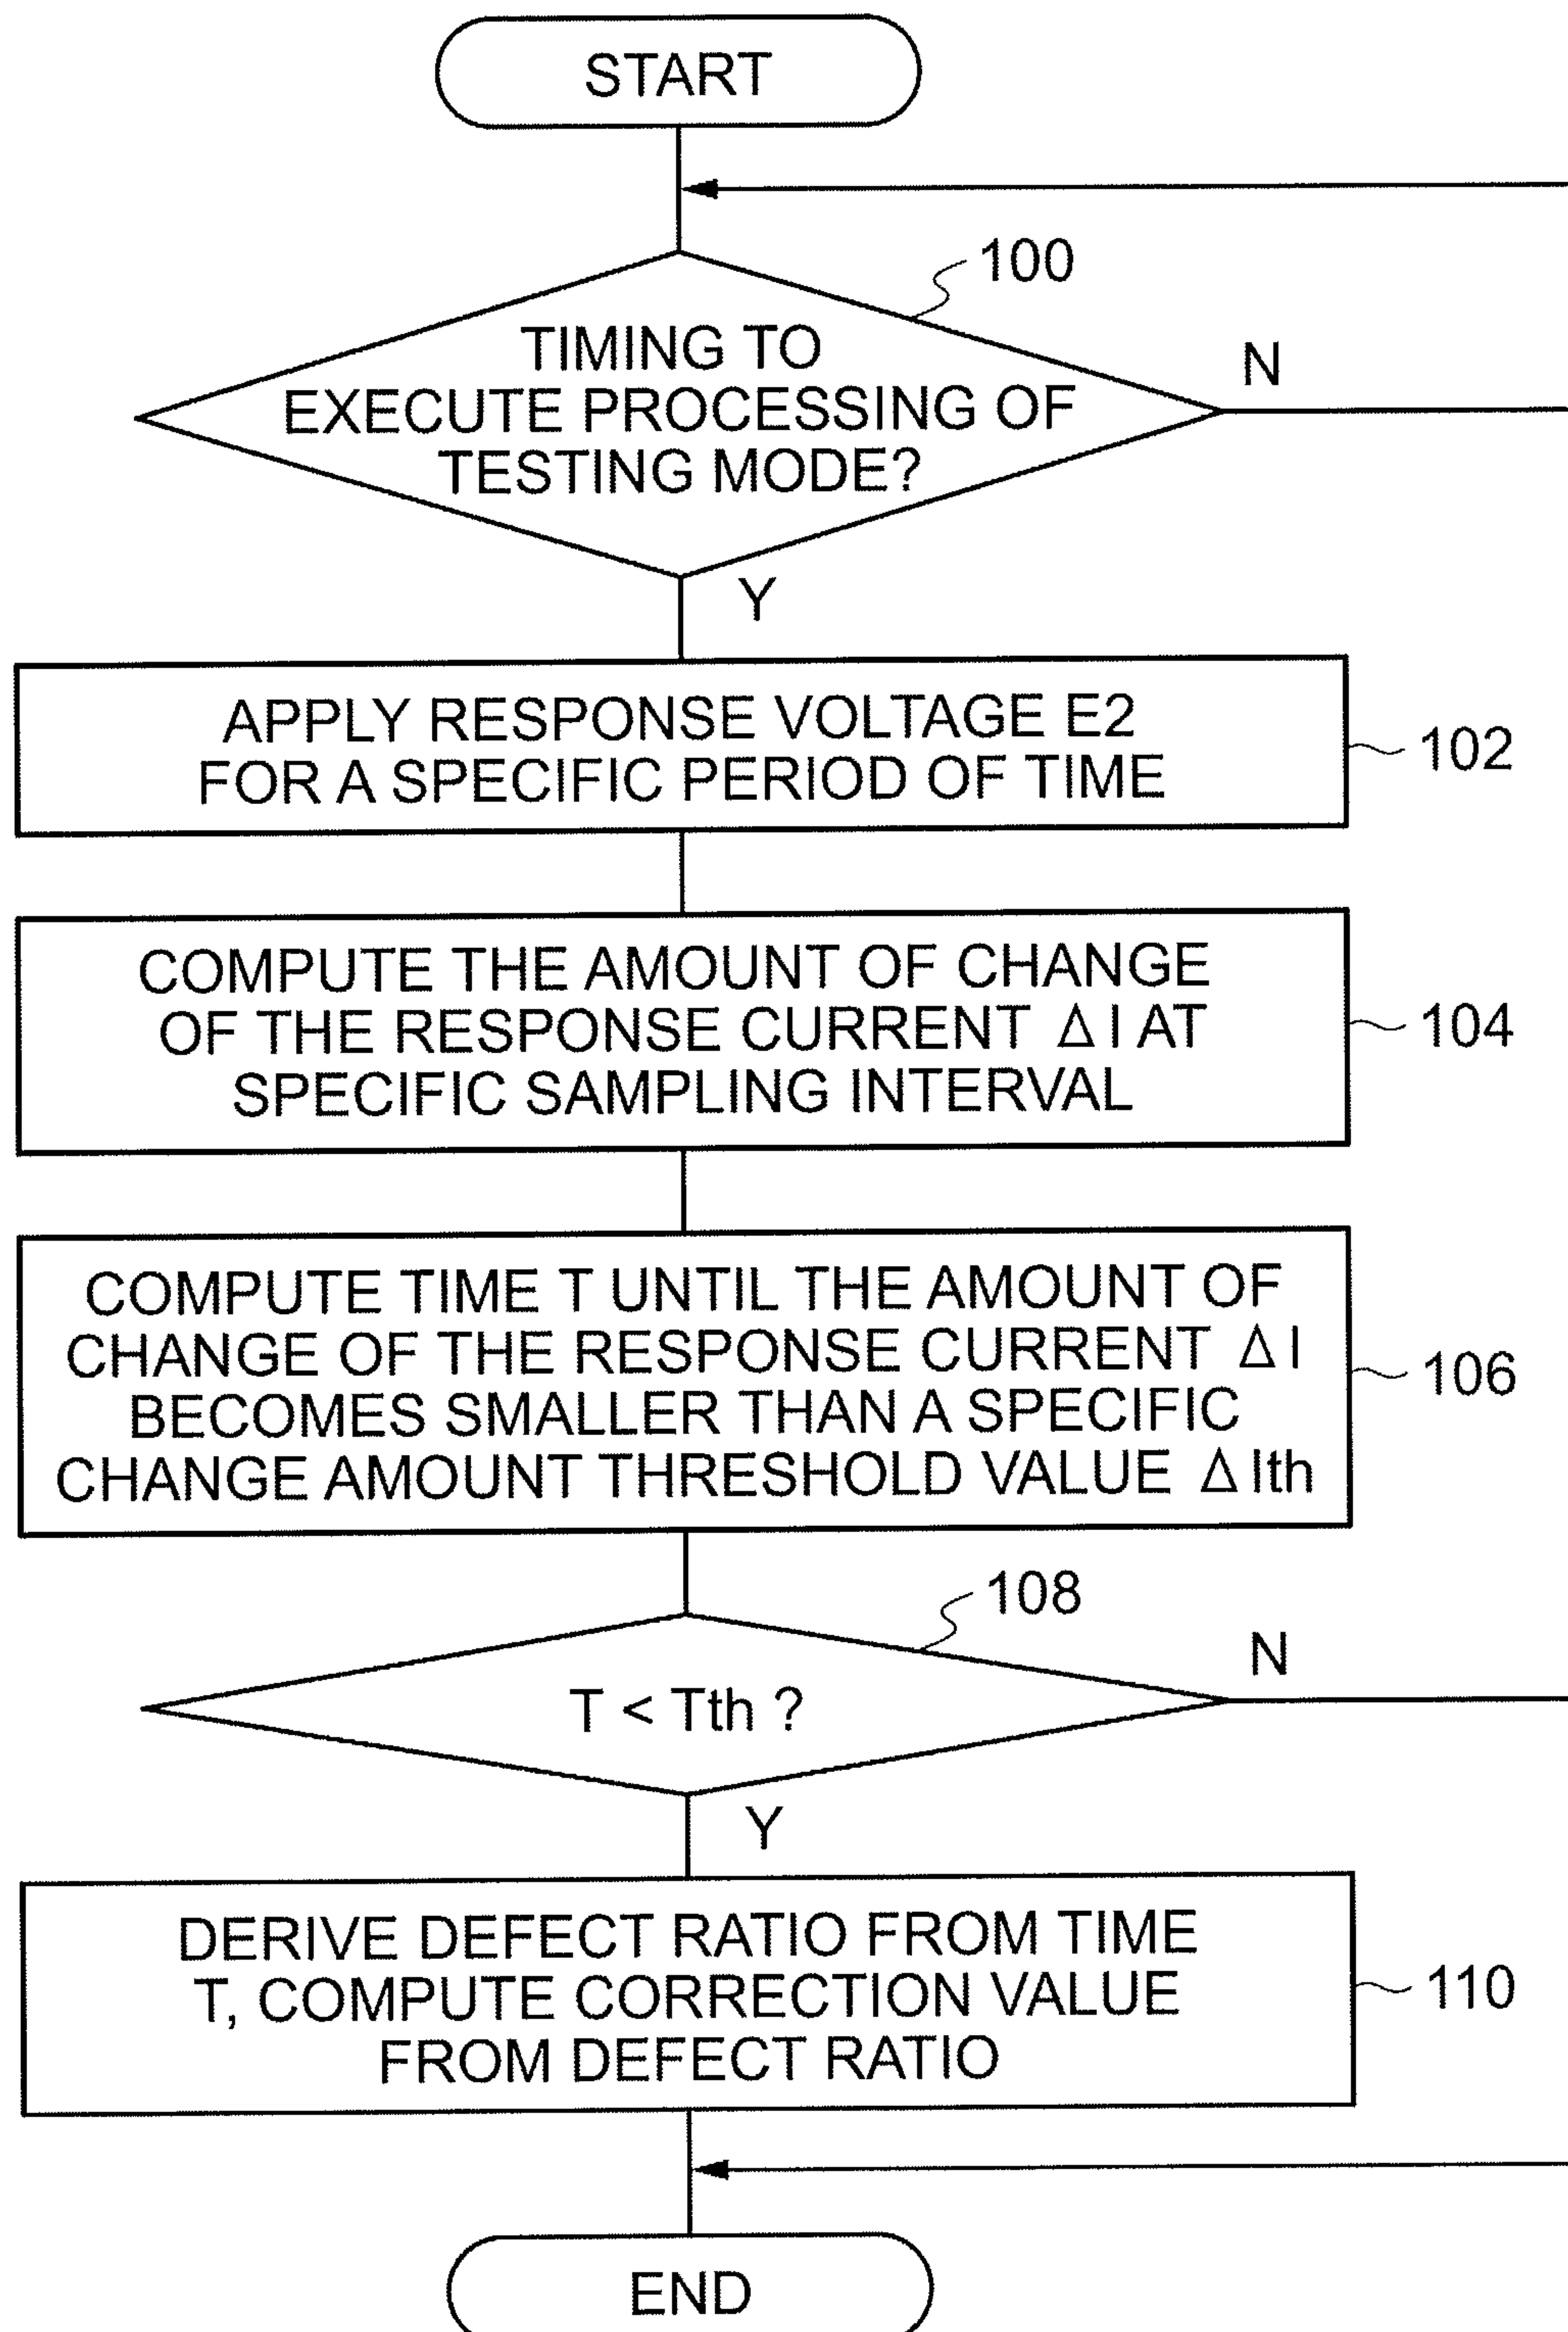 START
100
TIMING TO
EXECUTE PROCESSING OF
TESTING MODE?
N
Y
APPLY RESPONSE VOLTAGE E2
FOR A SPECIFIC PERIOD OF TIME
102
COMPUTE THE AMOUNT OF CHANGE
OF THE RESPONSE CURRENT Δ I AT
SPECIFIC SAMPLING INTERVAL
104
COMPUTE TIME T UNTIL THE AMOUNT OF
CHANGE OF THE RESPONSE CURRENT Δ I
BECOMES SMALLER THAN A SPECIFIC
CHANGE AMOUNT THRESHOLD VALUE Δ Ith
106
108
T < Tth ?
N
Y
DERIVE DEFECT RATIO FROM TIME
T, COMPUTE CORRECTION VALUE
FROM DEFECT RATIO
110
END